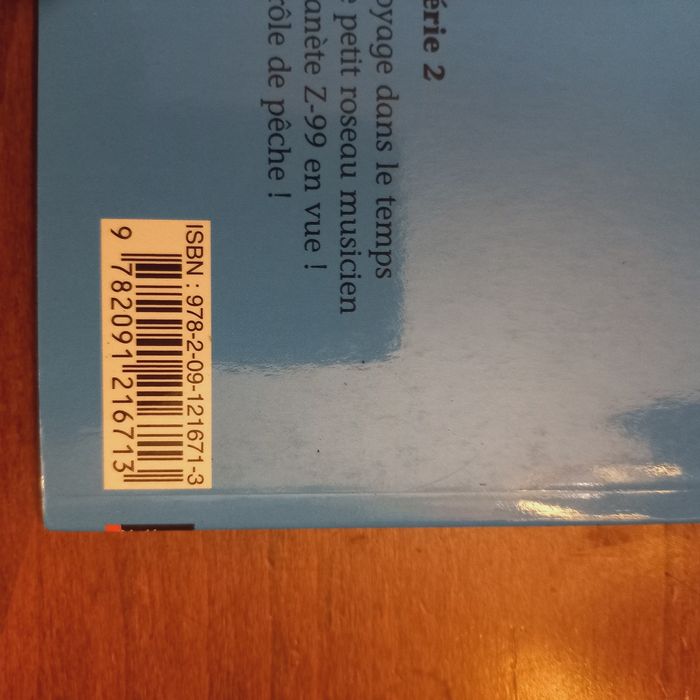 érie 2
oyage dans le temps
e petit roseau musicien
anète Z-99 en vue !
rôle de pêche !
ISBN : 978-2-09-121671-3
9 782091 216713